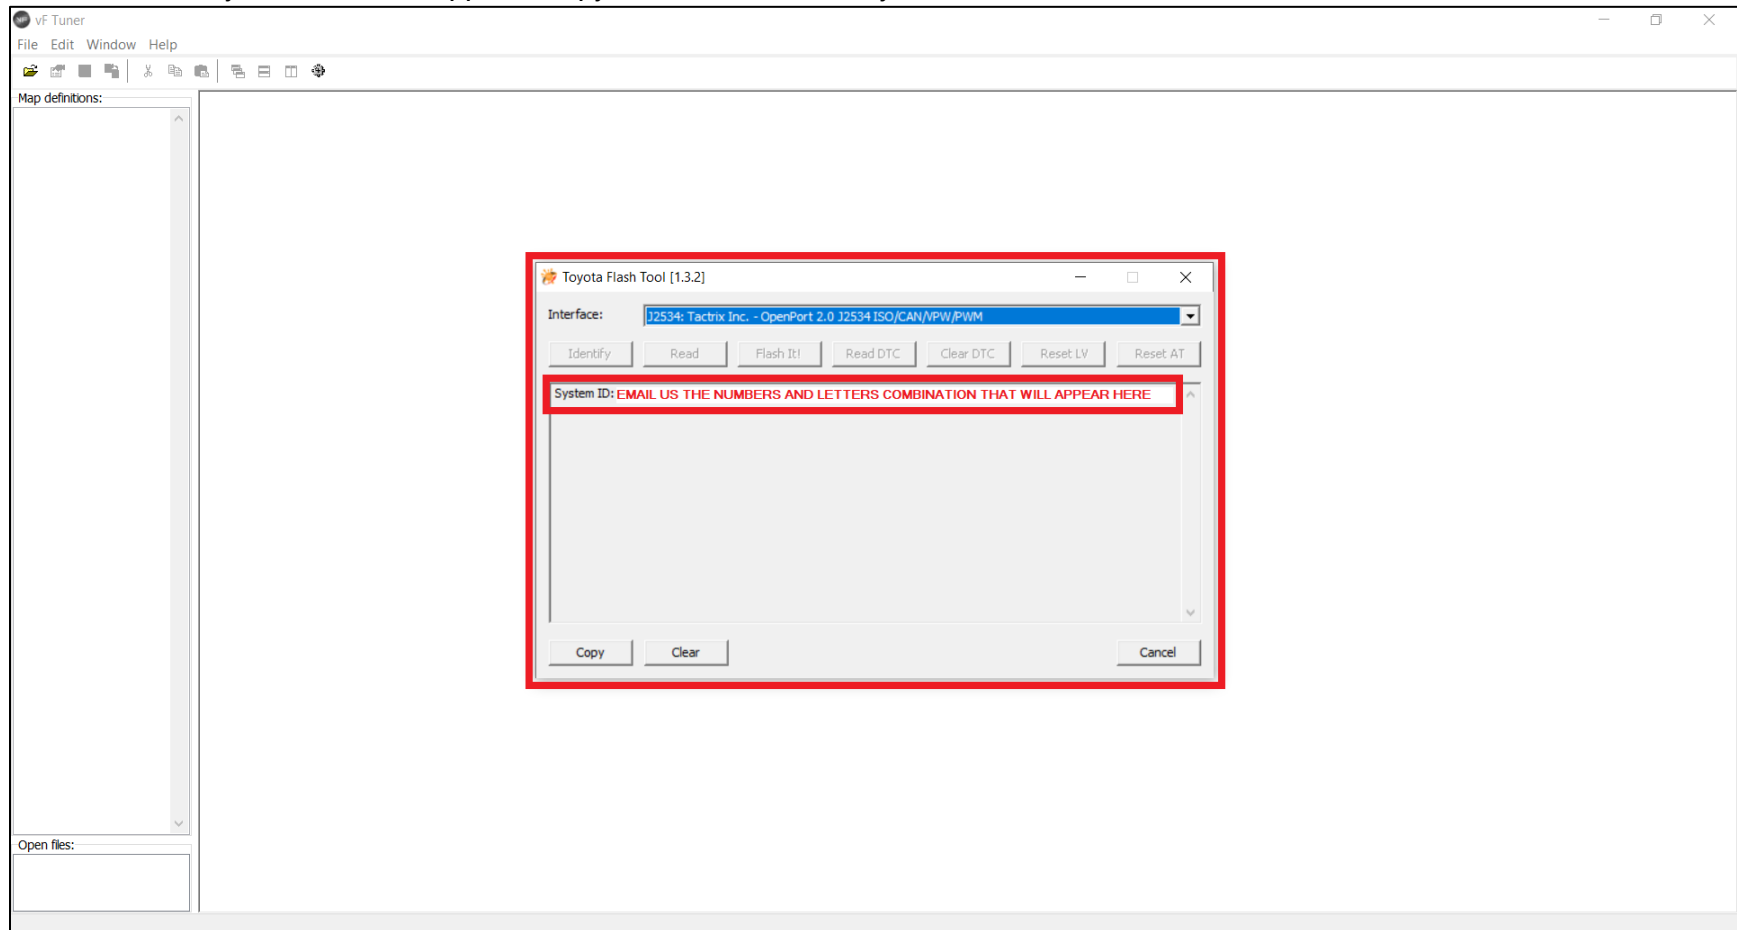 vF Tuner
File Edit Window Help
Map definitions:
Toyota Flash Tool [1.3.2]
Interface: J2534: Tactrix Inc. - OpenPort 2.0 J2534 ISO/CAN/VPW/PWM
Identify Read Flash It! Read DTC Clear DTC Reset LV Reset AT
System ID: EMAIL US THE NUMBERS AND LETTERS COMBINATION THAT WILL APPEAR HERE
Copy Clear Cancel
Open files: